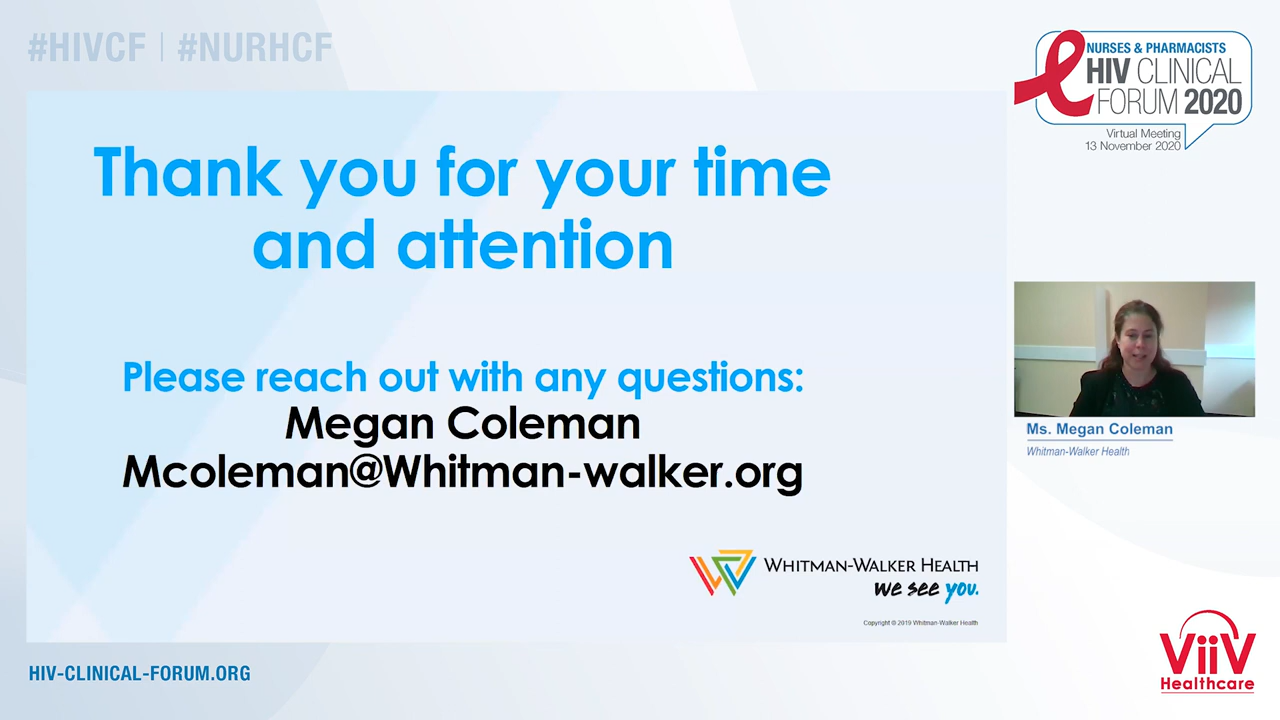 #HIVCF | #NURHCF
NURSES & PHARMACISTS
HIV CLINICAL
FORUM 2020
Virtual Meeting
13 November 2020
Thank you for your time
and attention
Please reach out with any questions:
Megan Coleman
Mcoleman@Whitman-walker.org
WHITMAN-WALKER HEALTH
we see you.
Copyright © 2019 Whitman-Walker Health
Ms. Megan Coleman
Whitman-Walker Health
HIV-CLINICAL-FORUM.ORG
ViiV
Healthcare